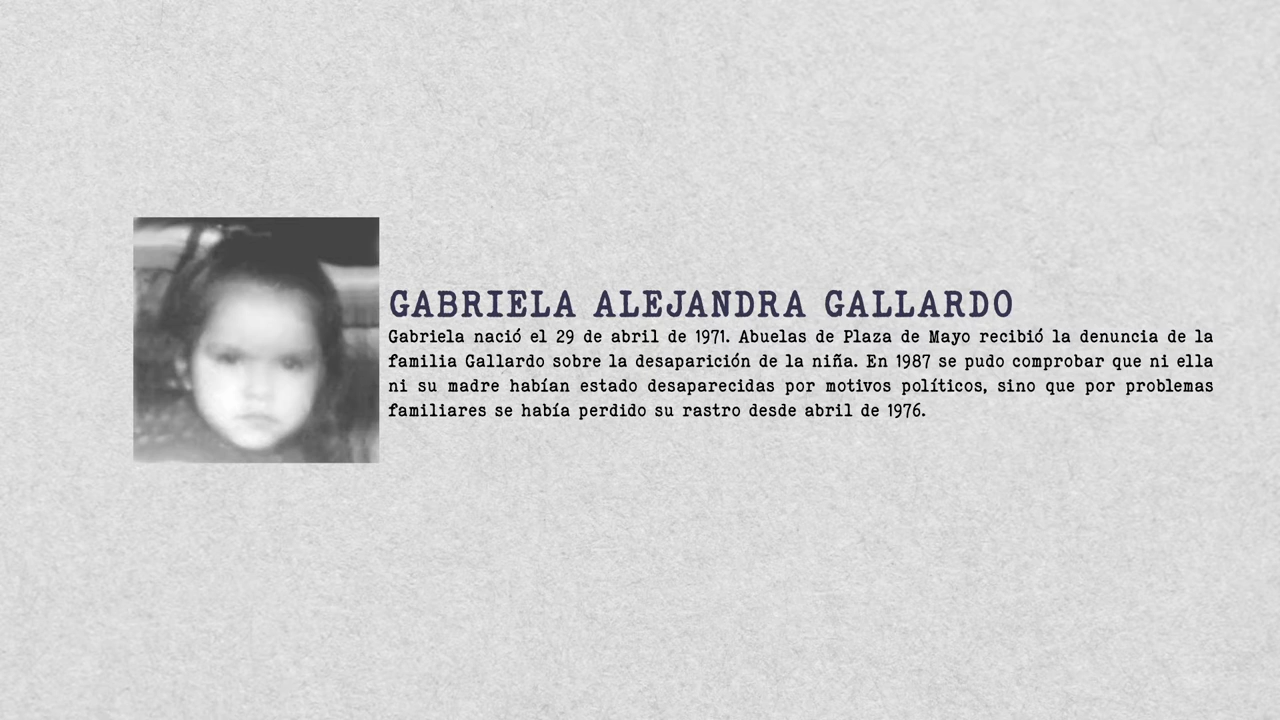 GABRIELA ALEJANDRA GALLARDO
Gabriela nació el 29 de abril de 1971. Abuelas de Plaza de Mayo recibió la denuncia de la
familia Gallardo sobre la desaparición de la niña. En 1987 se pudo comprobar que ni ella
ni su madre habían estado desaparecidas por motivos políticos, sino que por problemas
familiares se había perdido su rastro desde abril de 1976.